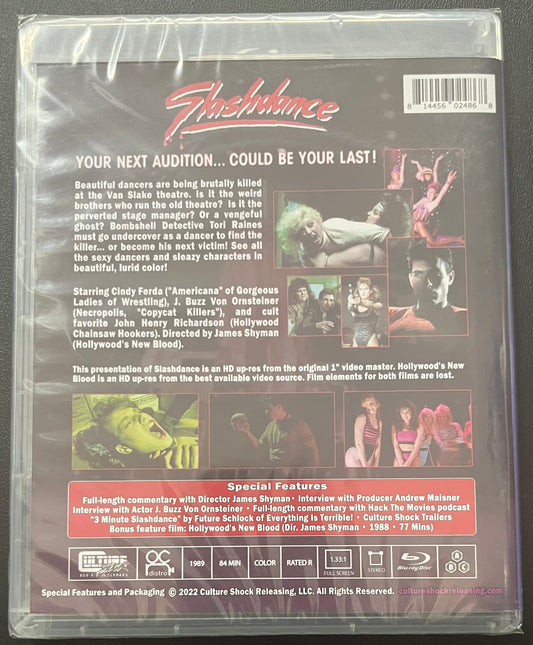 Slashdance
8 14456 02486 8
YOUR NEXT AUDITION... COULD BE YOUR LAST!
Beautiful dancers are being brutally killed
at the Van Slake theatre. Is it the weird
brothers who run the old theatre? Is it the
perverted stage manager? Or a vengeful
ghost? Bombshell Detective Tori Raines
must go undercover as a dancer to find the
killer... or become his next victim! See all
the sexy dancers and sleazy characters in
beautiful, lurid color!
Starring Cindy Ferda ("Americana" of Gorgeous
Ladies of Wrestling), J. Buzz Von Ornsteiner
(Necropolis, "Copycat Killers"), and cult
favorite John Henry Richardson (Hollywood
Chainsaw Hookers). Directed by James Shyman
(Hollywood's New Blood).
This presentation of Slashdance is an HD up-res from the original 1" video master. Hollywood's New
Blood is an HD up-res from the best available video source. Film elements for both films are lost.
Special Features
Full-length commentary with Director James Shyman • Interview with Producer Andrew Maisner
Interview with Actor J. Buzz Von Ornsteiner • Full-length commentary with Hack The Movies podcast
"3 Minute Slashdance" by Future Schlock of Everything Is Terrible! • Culture Shock Trailers
Bonus feature film: Hollywood's New Blood (Dir. James Shyman • 1988 • 77 Mins)
CULTURE SHOCK RELEASING
OC distro
1989
84 MIN
COLOR
RATED R
1.33:1 FULL SCREEN
STEREO
Blu-ray Disc
A B C
Special Features and Packaging © 2022 Culture Shock Releasing, LLC. All Rights Reserved. cultureshockreleasing.com